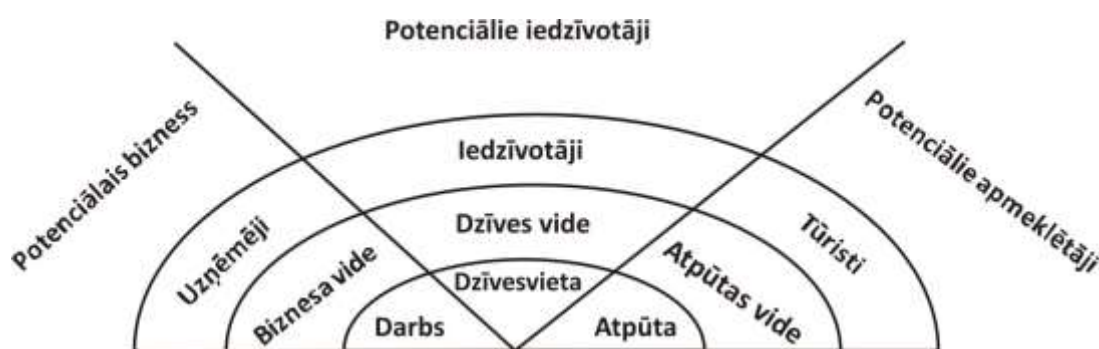 Potenciālie iedzīvotāji
Potenciālais bizness
Potenciālie apmeklētāji
Iedzīvotāji
Uzņēmēji
Tūristi
Dzīves vide
Biznesa vide
Atpūtas vide
Dzīvesvieta
Darbs
Atpūta